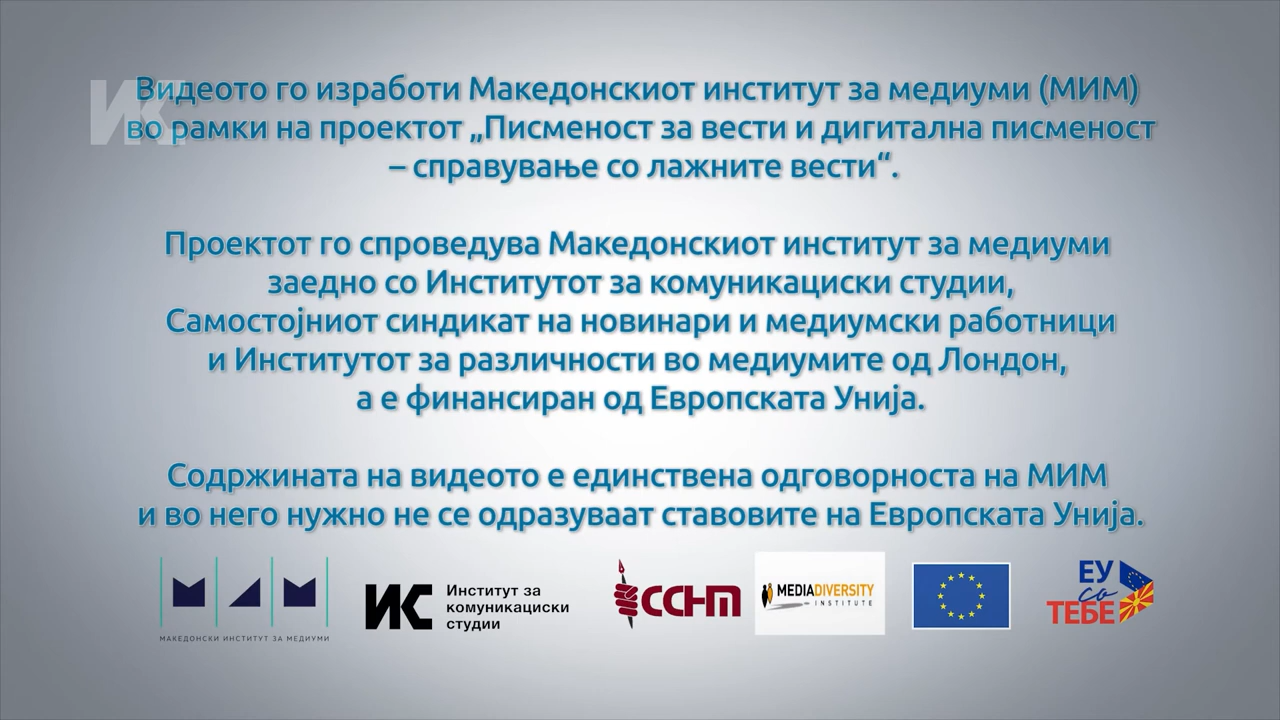 Видеото го изработи Македонскиот институт за медиуми (МИМ)
во рамки на проектот „Писменост за вести и дигитална писменост
– справување со лажните вести“.
Проектот го спроведува Македонскиот институт за медиуми
заедно со Институтот за комуникациски студии,
Самостојниот синдикат на новинари и медиумски работници
и Институтот за различности во медиумите од Лондон,
а е финансиран од Европската Унија.
Содржината на видеото е единствена одговорноста на МИМ
и во него нужно не се одразуваат ставовите на Европската Унија.
МИМ
МАКЕДОНСКИ ИНСТИТУТ ЗА МЕДИУМИ
ИС
Институт за
комуникациски
студии
ССНМ
MEDIADIVERSITY
INSTITUTE
ЕУ
со
ТЕБЕ